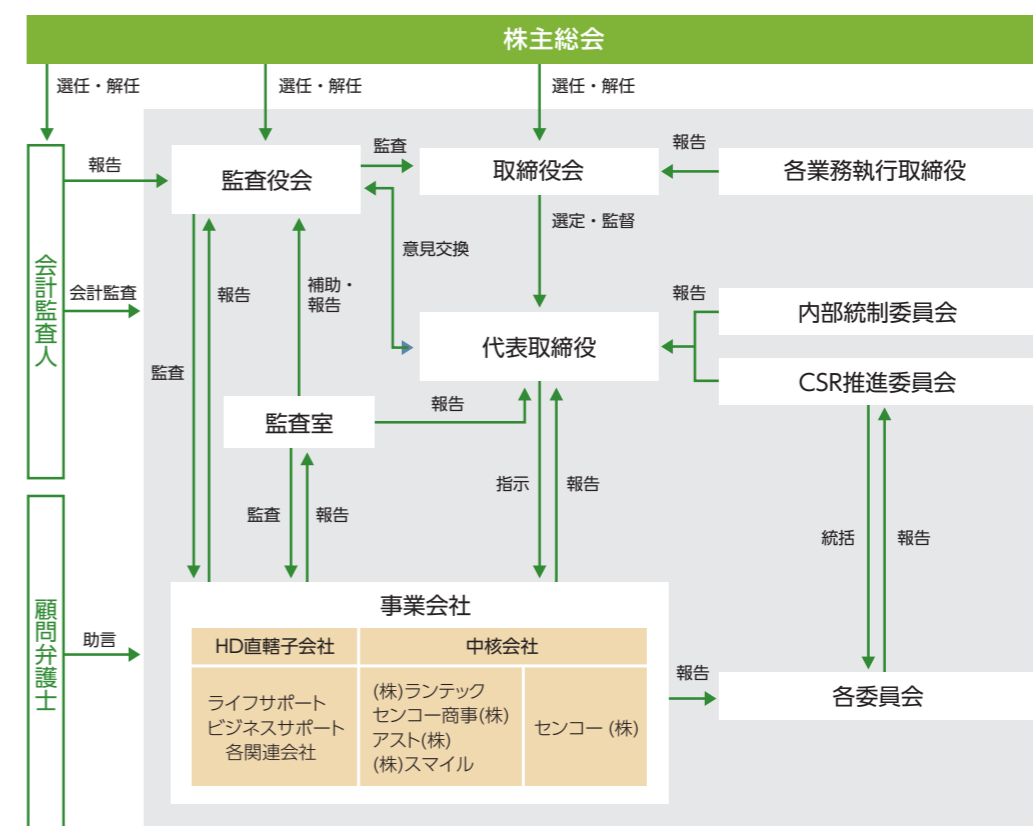 株主総会
選任・解任
選任・解任
選任・解任
監査役会
監査
取締役会
報告
各業務執行取締役
報告
選定・監督
意見交換
会計監査人
会計監査
報告
補助・
報告
報告
内部統制委員会
代表取締役
CSR推進委員会
監査
監査室
報告
指示
報告
監査
報告
統括
報告
顧問弁護士
助言
事業会社
HD直轄子会社
中核会社
ライフサポート
ビジネスサポート
各関連会社
(株)ランテック
センコー商事(株)
アスト(株)
(株)スマイル
センコー (株)
報告
各委員会